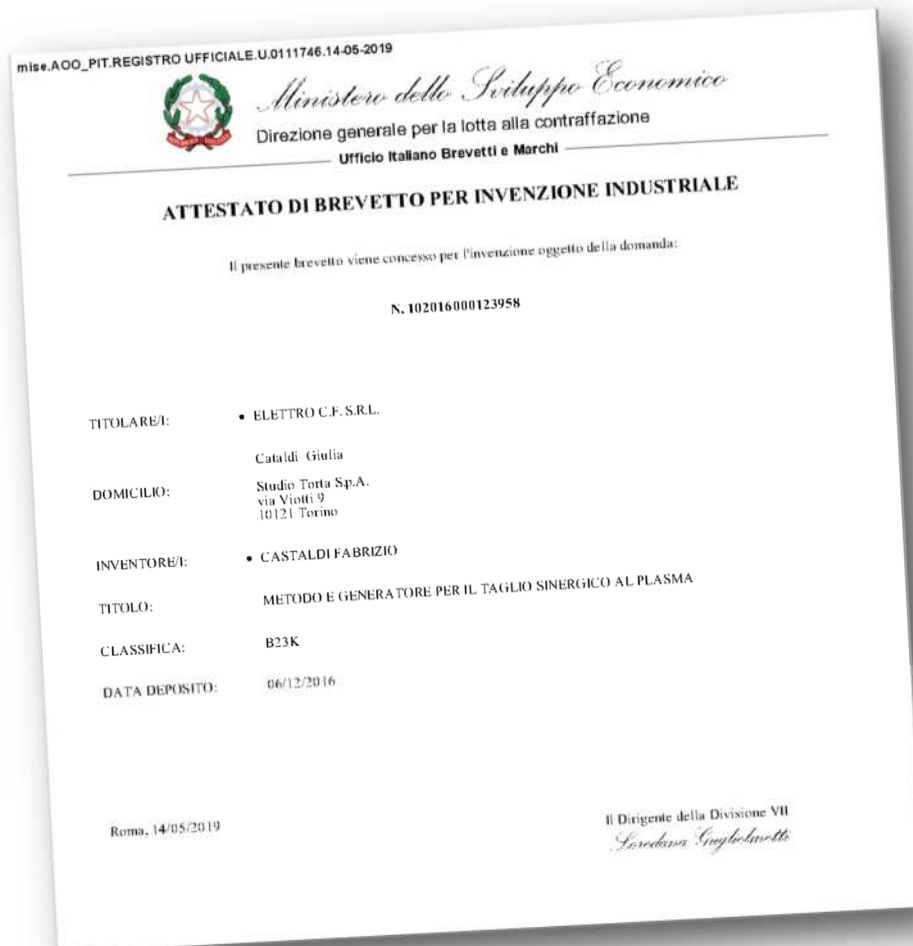 mise.AOO_PIT.REGISTRO UFFICIALE.U.0111746.14-05-2019
Ministero dello Sviluppo Economico
Direzione generale per la lotta alla contraffazione
Ufficio Italiano Brevetti e Marchi
ATTESTATO DI BREVETTO PER INVENZIONE INDUSTRIALE
Il presente brevetto viene concesso per l'invenzione oggetto della domanda:
N. 102016000123958
TITOLARE/I: • ELETTRO C.F. S.R.L.
Cataldi Giulia
DOMICILIO: Studio Torta S.p.A.
via Viotti 9
10121 Torino
INVENTORE/I: • CASTALDI FABRIZIO
TITOLO: METODO E GENERATORE PER IL TAGLIO SINERGICO AL PLASMA
CLASSIFICA: B23K
DATA DEPOSITO: 06/12/2016
Roma, 14/05/2019
Il Dirigente della Divisione VII
Loredana Guglielmetti